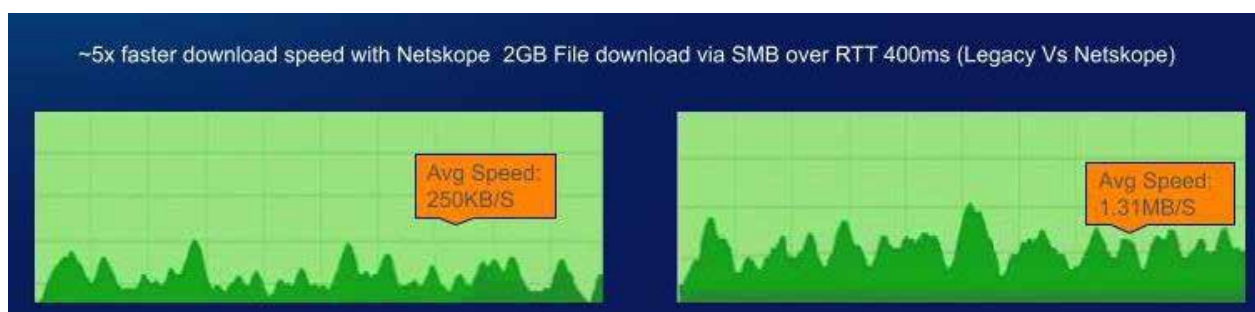 ~5x faster download speed with Netskope 2GB File download via SMB over RTT 400ms (Legacy Vs Netskope)
Avg Speed:
250KB/S
Avg Speed:
1.31MB/S